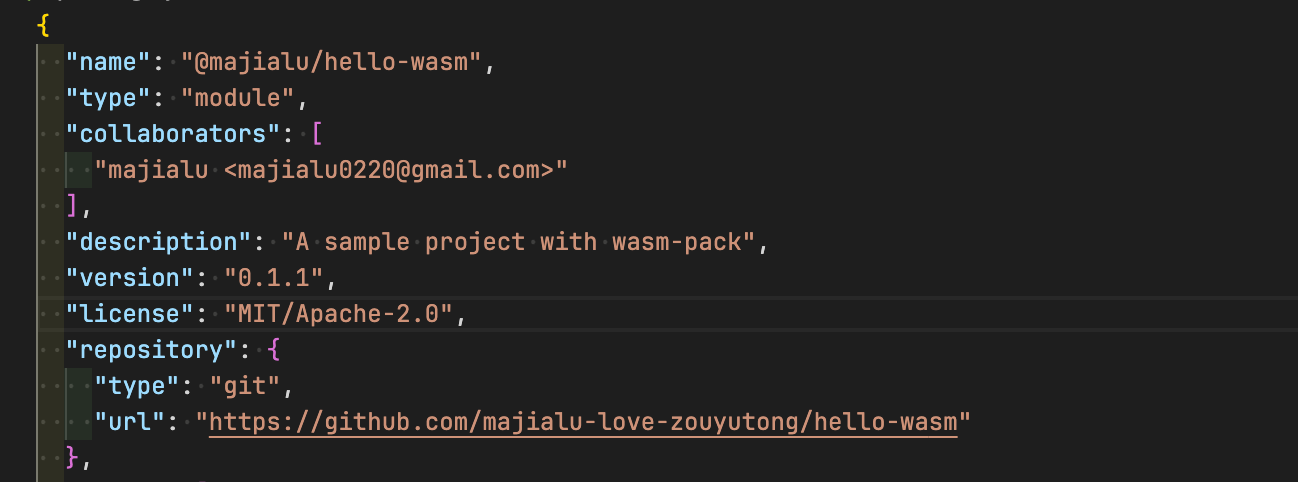 {
"name": "@majialu/hello-wasm",
"type": "module",
"collaborators": [
"majialu <majialu0220@gmail.com>"
],
"description": "A sample project with wasm-pack",
"version": "0.1.1",
"license": "MIT/Apache-2.0",
"repository": {
"type": "git",
"url": "https://github.com/majialu-love-zouyutong/hello-wasm"
},